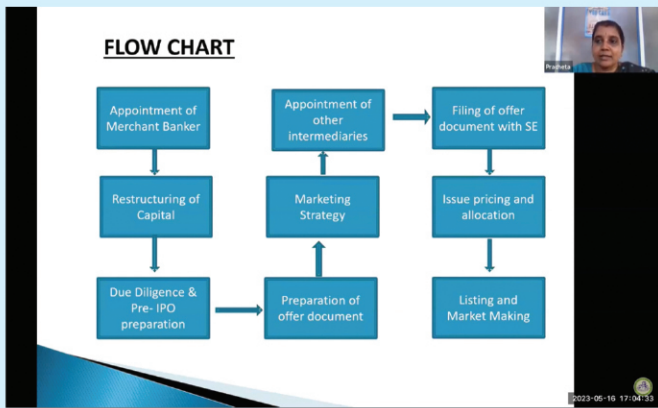 FLOW CHART
Pracheta
Appointment of
Merchant Banker
Restructuring of
Capital
Due Diligence &
Pre- IPO
preparation
Preparation of
offer document
Marketing
Strategy
Appointment of
other
intermediaries
Filing of offer
document with SE
Issue pricing and
allocation
Listing and
Market Making
2023-05-16 17:04:33